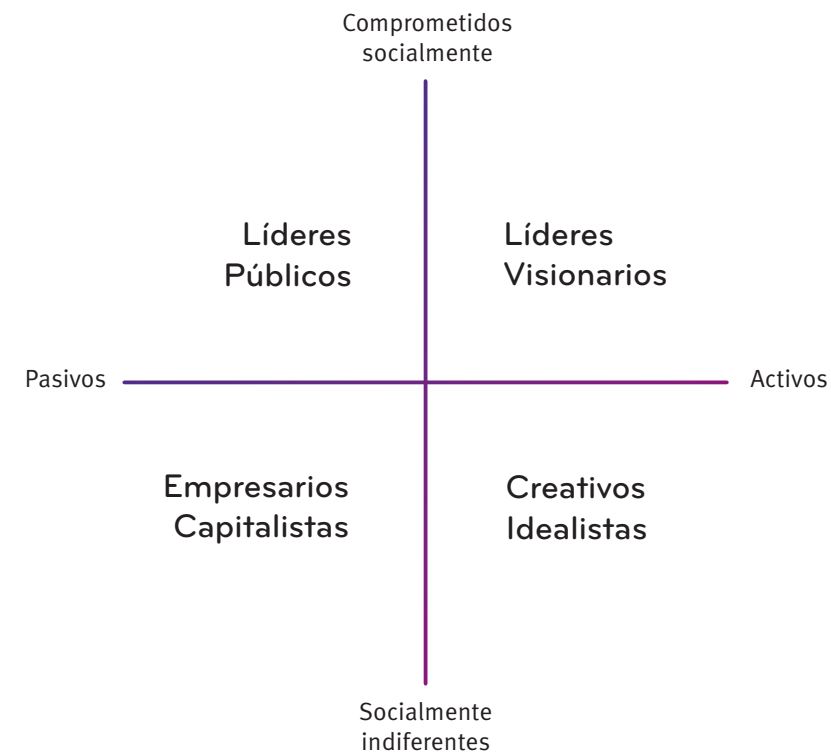 Comprometidos
socialmente
Líderes
Públicos
Líderes
Visionarios
Pasivos
Activos
Empresarios
Capitalistas
Creativos
Idealistas
Socialmente
indiferentes